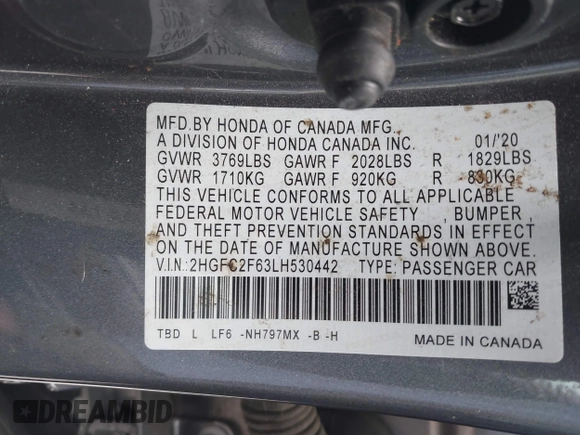 MFD.BY HONDA OF CANADA MFG.,
A DIVISION OF HONDA CANADA INC. 01/'20
GVWR 3769LBS GAWR F 2028LBS R 1829LBS
GVWR 1710KG GAWR F 920KG R 830KG
THIS VEHICLE CONFORMS TO ALL APPLICABLE
FEDERAL MOTOR VEHICLE SAFETY , BUMPER ,
AND THEFT PREVENTION STANDARDS IN EFFECT
ON THE DATE OF MANUFACTURE SHOWN ABOVE.
V.I.N.:2HGFC2F63LH530442 TYPE: PASSENGER CAR
TBD L LF6 -NH797MX -B -H MADE IN CANADA
DREAMBID